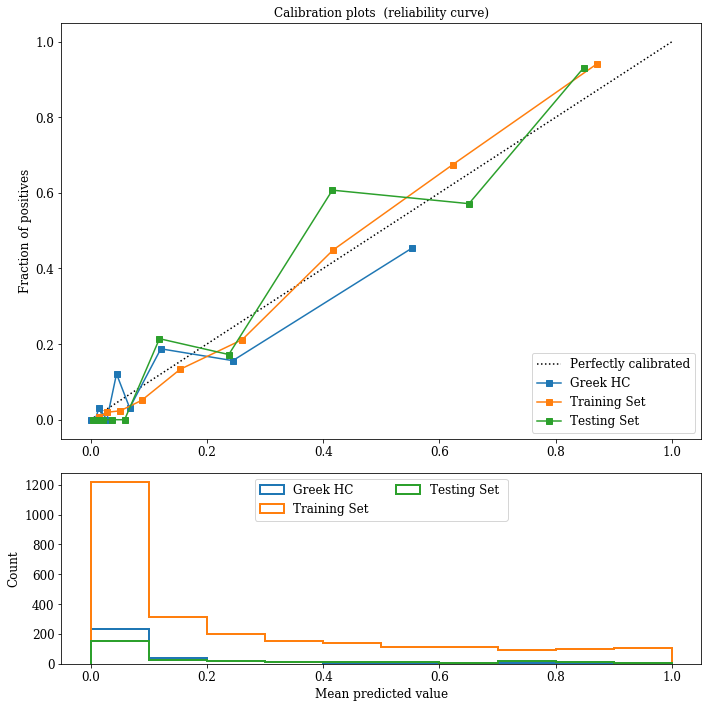 Calibration plots  (reliability curve)
1.0
0.8
0.6
0.4
0.2
0.0
Fraction of positives
Perfectly calibrated
Greek HC
Training Set
Testing Set
0.0 0.2 0.4 0.6 0.8 1.0
1200
1000
800
600
400
200
0
Count
Greek HC Testing Set
Training Set
0.0 0.2 0.4 0.6 0.8 1.0
Mean predicted value